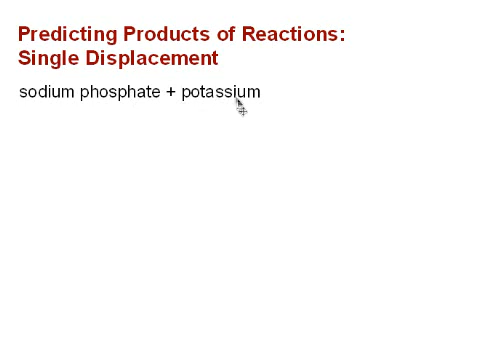 Predicting Products of Reactions:
Single Displacement
sodium phosphate + potassium